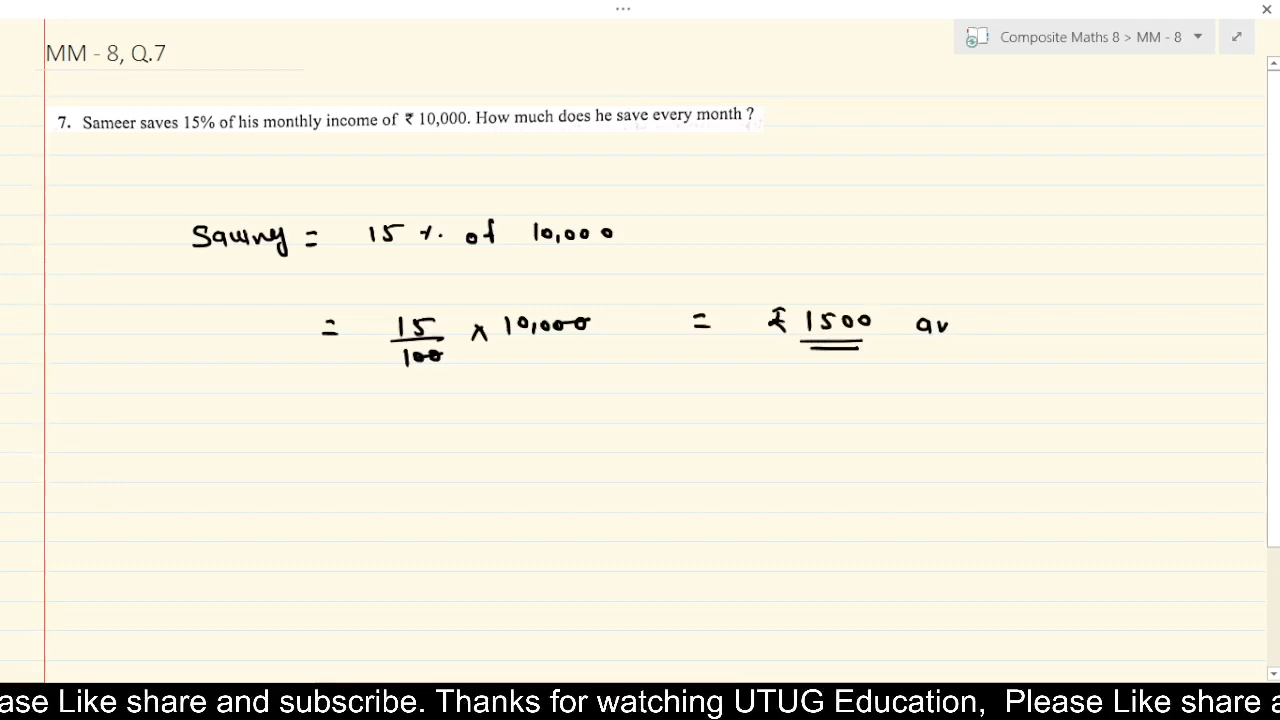 Composite Maths 8 > MM - 8
MM - 8, Q.7
7. Sameer saves 15% of his monthly income of ₹ 10,000. How much does he save every month ?
Saving = 15 % of 10,000
= 15/100 × 10,000 = ₹ 1500
ase Like share and subscribe. Thanks for watching UTUG Education, Please Like share a